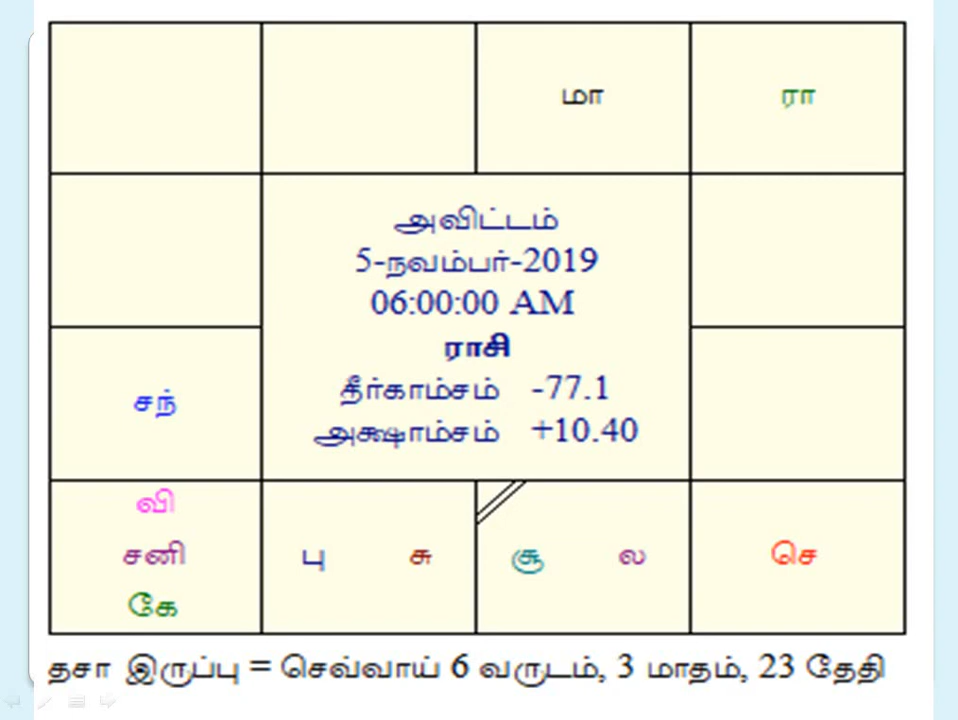 மா
ரா
அவிட்டம்
5-நவம்பர்-2019
06:00:00 AM
ராசி
தீர்காம்சம் -77.1
அக்ஷாம்சம் +10.40
சந்
வி
சனி
கே
பு சு
சூ ல
செ
தசா இருப்பு = செவ்வாய் 6 வருடம், 3 மாதம், 23 தேதி